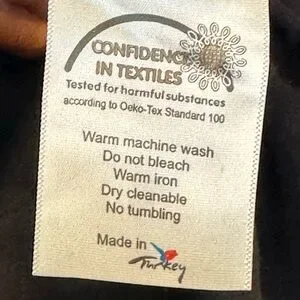 CONFIDENCE
IN TEXTILES
Tested for harmful substances
according to Oeko-Tex Standard 100
Warm machine wash
Do not bleach
Warm iron
Dry cleanable
No tumbling
Made in
Turkey